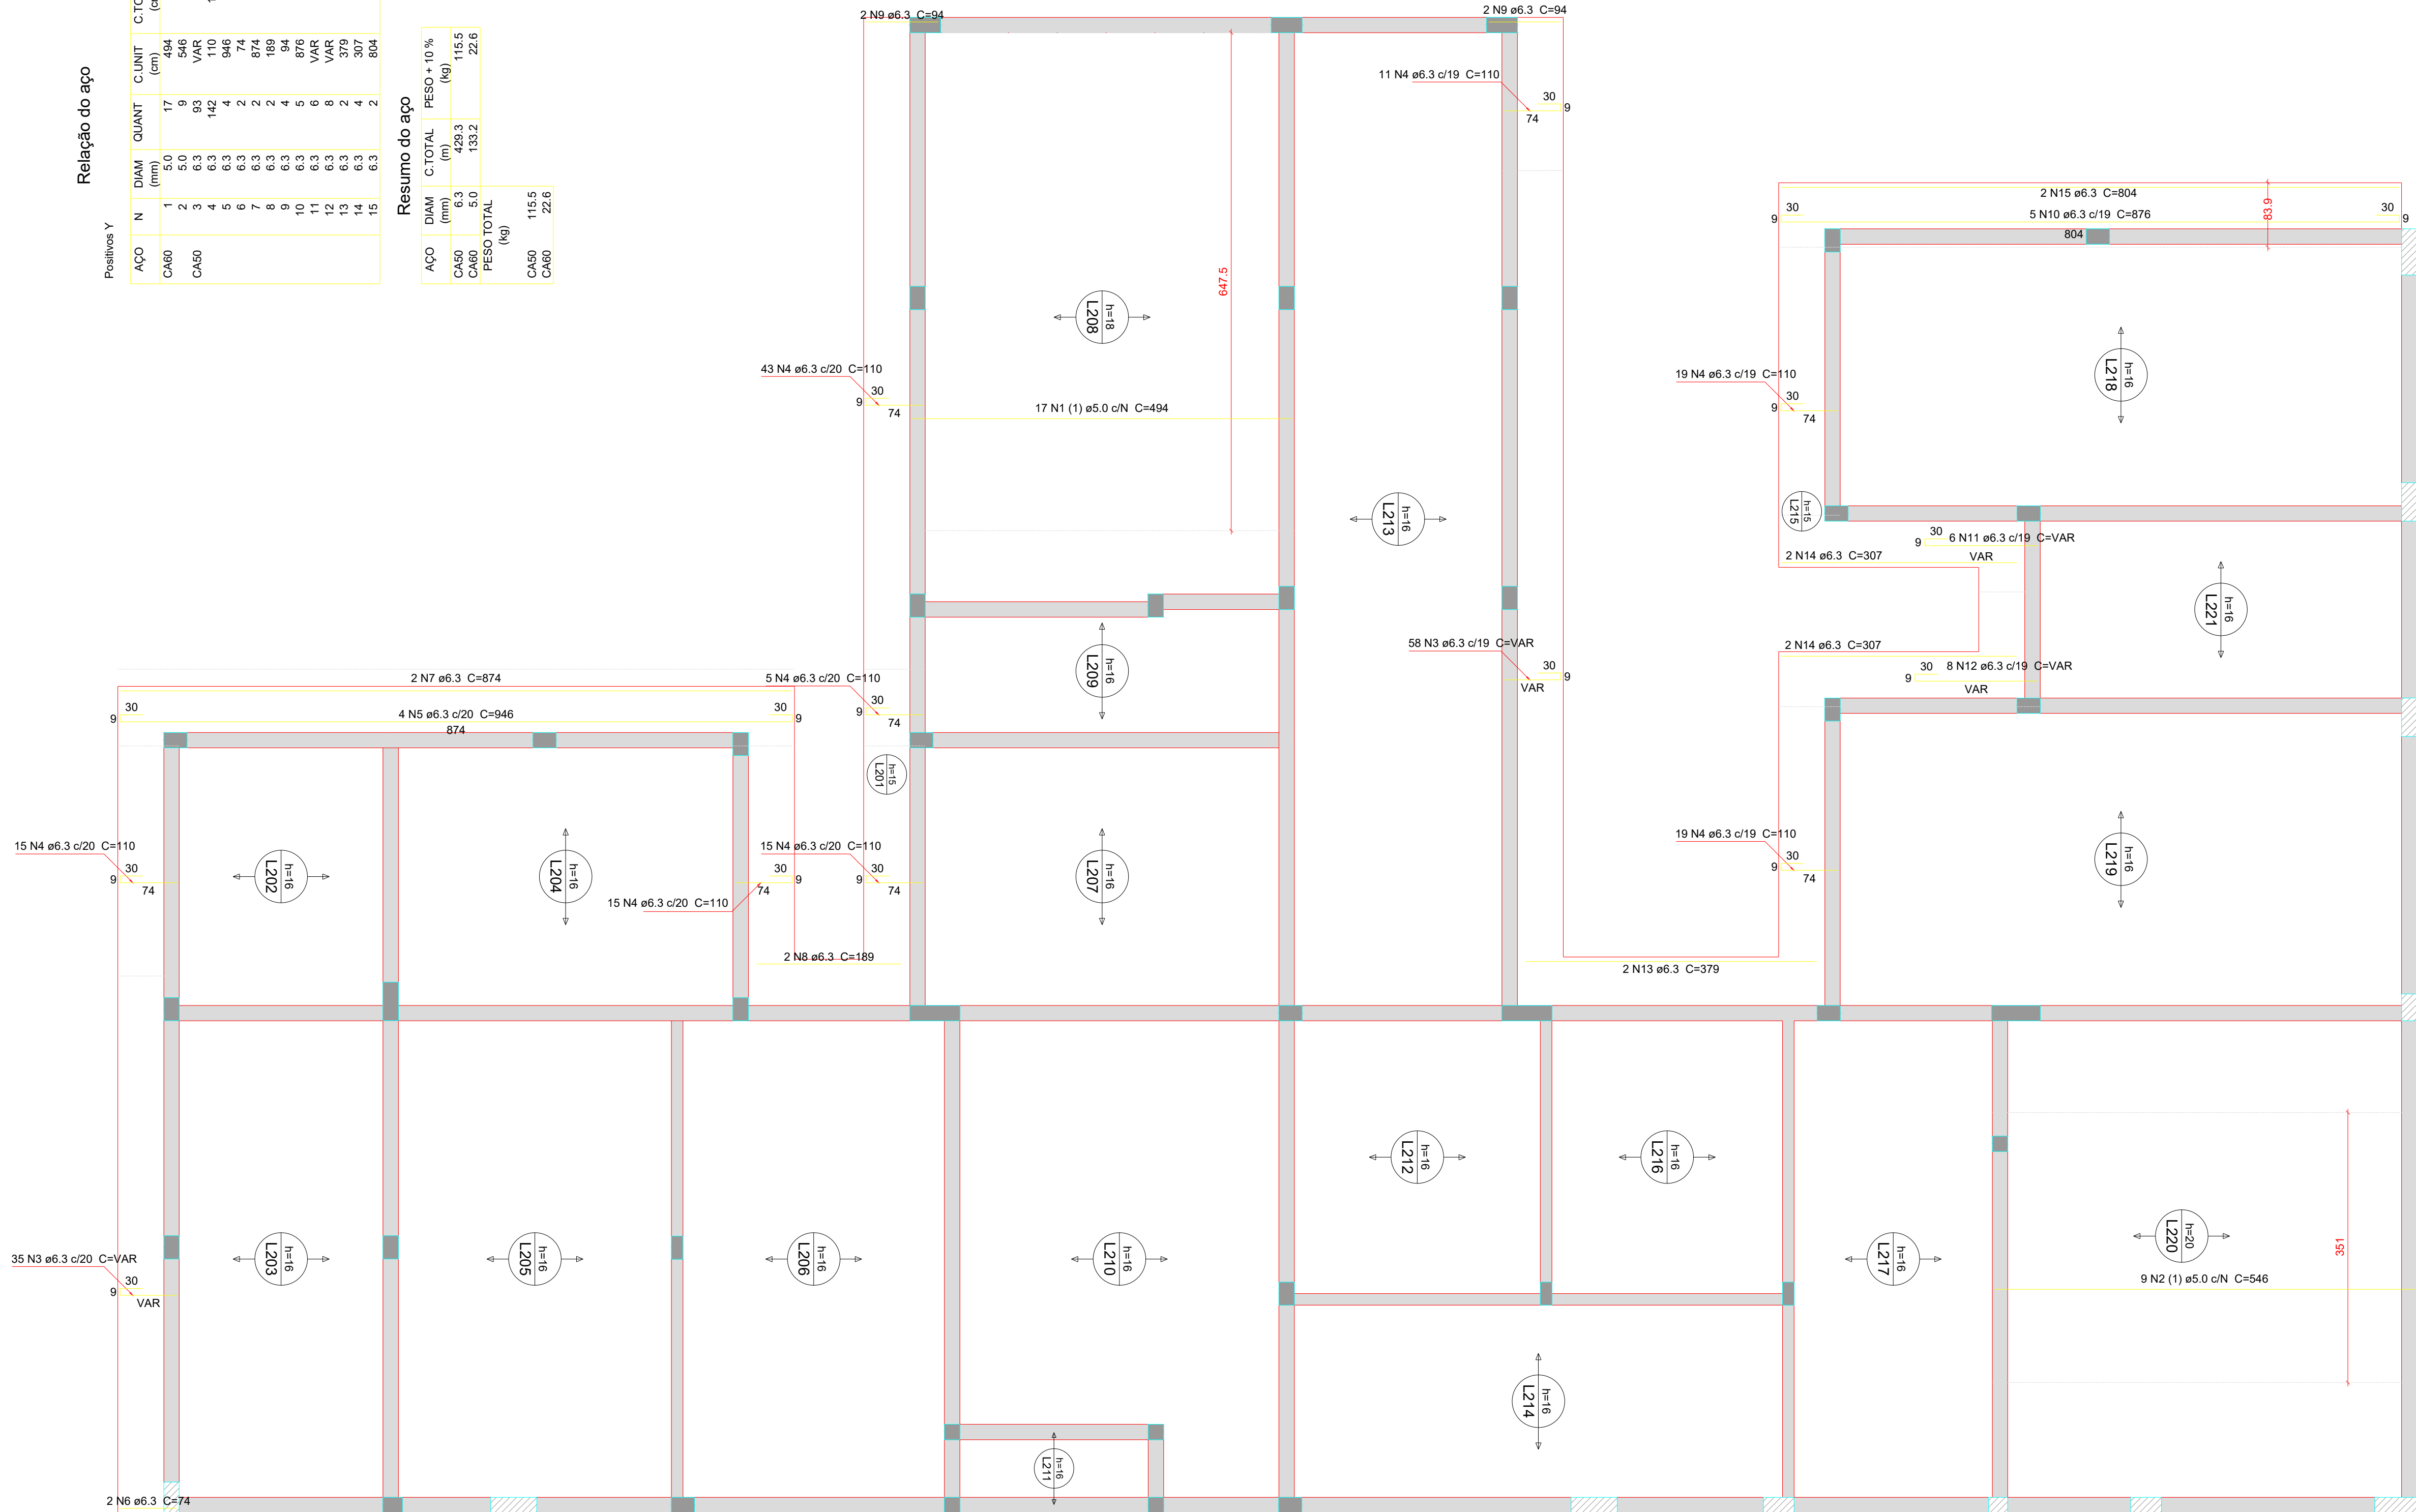 Relação do aço
Positivos Y
AÇO N DIAM QUANT C.UNIT
(mm) (cm)
CA60 1 5.0 17 494
2 5.0 9 546
CA50 3 6.3 93 VAR
4 6.3 142 110
5 6.3 4 946
6 6.3 2 74
7 6.3 2 874
8 6.3 2 189
9 6.3 4 94
10 6.3 5 876
11 6.3 6 VAR
12 6.3 8 VAR
13 6.3 2 379
14 6.3 4 307
15 6.3 2 804
Resumo do aço
AÇO DIAM C.TOTAL PESO + 10 %
(mm) (m) (kg)
CA50 6.3 429.3 115.5
CA60 5.0 133.2 22.6
PESO TOTAL
(kg)
CA50 115.5
CA60 22.6
2 N9 ø6.3 C=94
2 N9 ø6.3 C=94
11 N4 ø6.3 c/19 C=110
30
9
74
2 N15 ø6.3 C=804
83.9
30
9
5 N10 ø6.3 c/19 C=876
30
9
804
647.5
h=18
L208
43 N4 ø6.3 c/20 C=110
30
9
74
17 N1 (1) ø5.0 c/N C=494
19 N4 ø6.3 c/19 C=110
30
9
74
h=16
L218
h=16
L213
h=15
L215
30
9
6 N11 ø6.3 c/19 C=VAR
2 N14 ø6.3 C=307
VAR
h=16
L221
58 N3 ø6.3 c/19 C=VAR
30
9
VAR
2 N14 ø6.3 C=307
30
9
8 N12 ø6.3 c/19 C=VAR
VAR
h=16
L209
2 N7 ø6.3 C=874
5 N4 ø6.3 c/20 C=110
30
9
74
30
9
4 N5 ø6.3 c/20 C=946
30
9
874
h=15
L201
15 N4 ø6.3 c/20 C=110
30
9
74
h=16
L202
h=16
L204
15 N4 ø6.3 c/20 C=110
30
9
74
15 N4 ø6.3 c/20 C=110
30
9
74
h=16
L207
19 N4 ø6.3 c/19 C=110
30
9
74
h=16
L219
2 N8 ø6.3 C=189
2 N13 ø6.3 C=379
h=16
L212
h=16
L216
35 N3 ø6.3 c/20 C=VAR
30
9
VAR
h=16
L203
h=16
L205
h=16
L206
h=16
L210
h=16
L217
h=20
L220
351
9 N2 (1) ø5.0 c/N C=546
h=16
L214
h=16
L211
2 N6 ø6.3 C=74